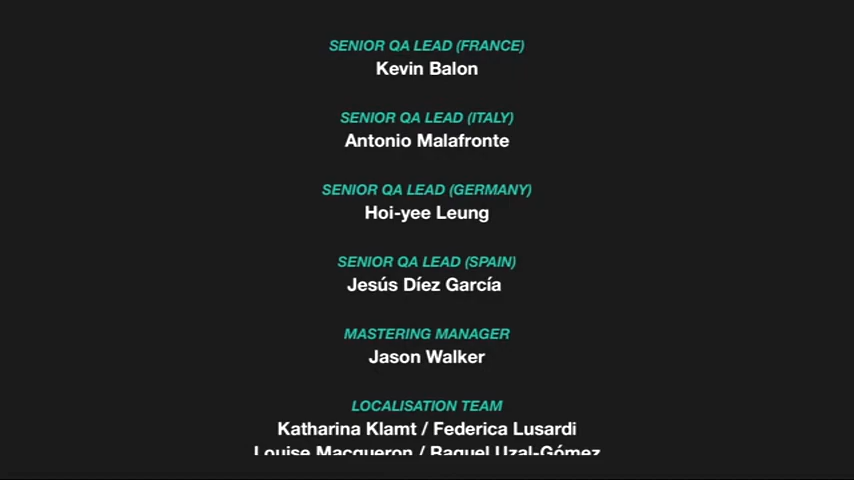 SENIOR QA LEAD (FRANCE)
Kevin Balon
SENIOR QA LEAD (ITALY)
Antonio Malafronte
SENIOR QA LEAD (GERMANY)
Hoi-yee Leung
SENIOR QA LEAD (SPAIN)
Jesús Díez García
MASTERING MANAGER
Jason Walker
LOCALISATION TEAM
Katharina Klamt / Federica Lusardi
Louise Macqueron / Raquel Uzal-Gómez